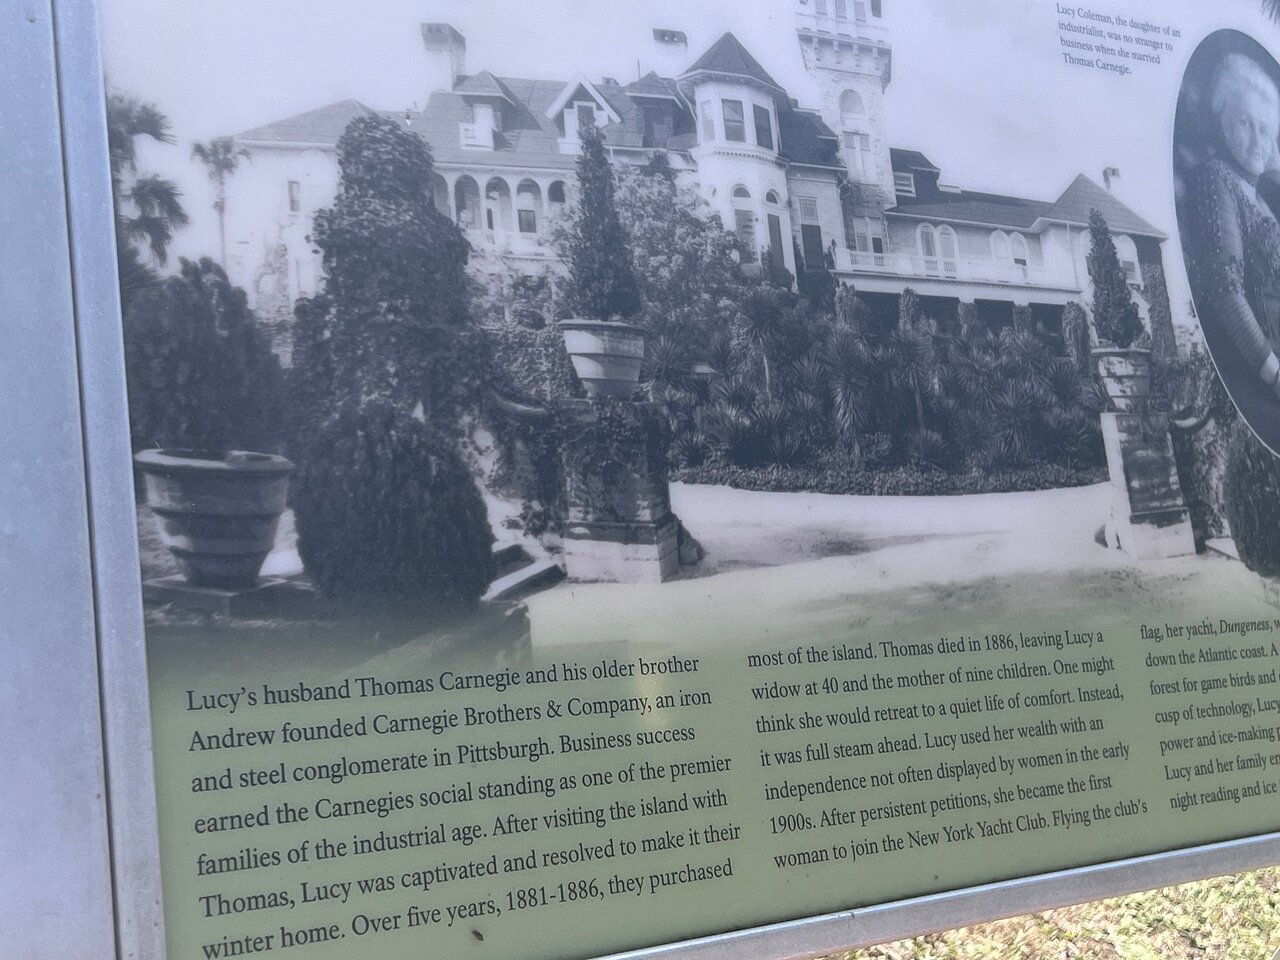 Lucy Coleman, the daughter of an
industrialist, was no stranger to
business when she married
Thomas Carnegie.
Lucy's husband Thomas Carnegie and his older brother
Andrew founded Carnegie Brothers & Company, an iron
and steel conglomerate in Pittsburgh. Business success
earned the Carnegies social standing as one of the premier
families of the industrial age. After visiting the island with
Thomas, Lucy was captivated and resolved to make it their
winter home. Over five years, 1881-1886, they purchased
most of the island. Thomas died in 1886, leaving Lucy a
widow at 40 and the mother of nine children. One might
think she would retreat to a quiet life of comfort. Instead,
it was full steam ahead. Lucy used her wealth with an
independence not often displayed by women in the early
1900s. After persistent petitions, she became the first
woman to join the New York Yacht Club. Flying the club's
flag, her yacht, Dungeness,
down the Atlantic coast. A
forest for game birds and
cusp of technology, Lucy
power and ice-making
Lucy and her family
night reading and ice